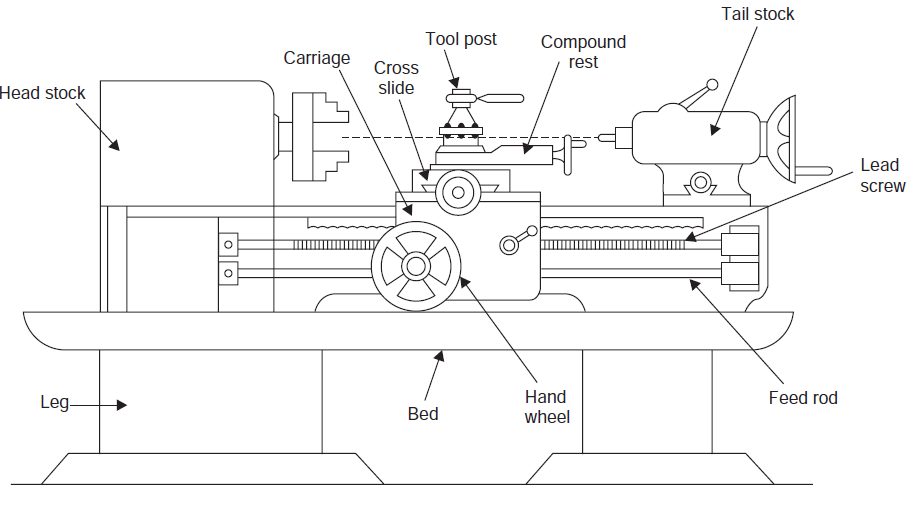 Tail stock
Tool post
Compound
rest
Carriage
Cross
slide
Head stock
Lead
screw
Leg
Bed
Hand
wheel
Feed rod